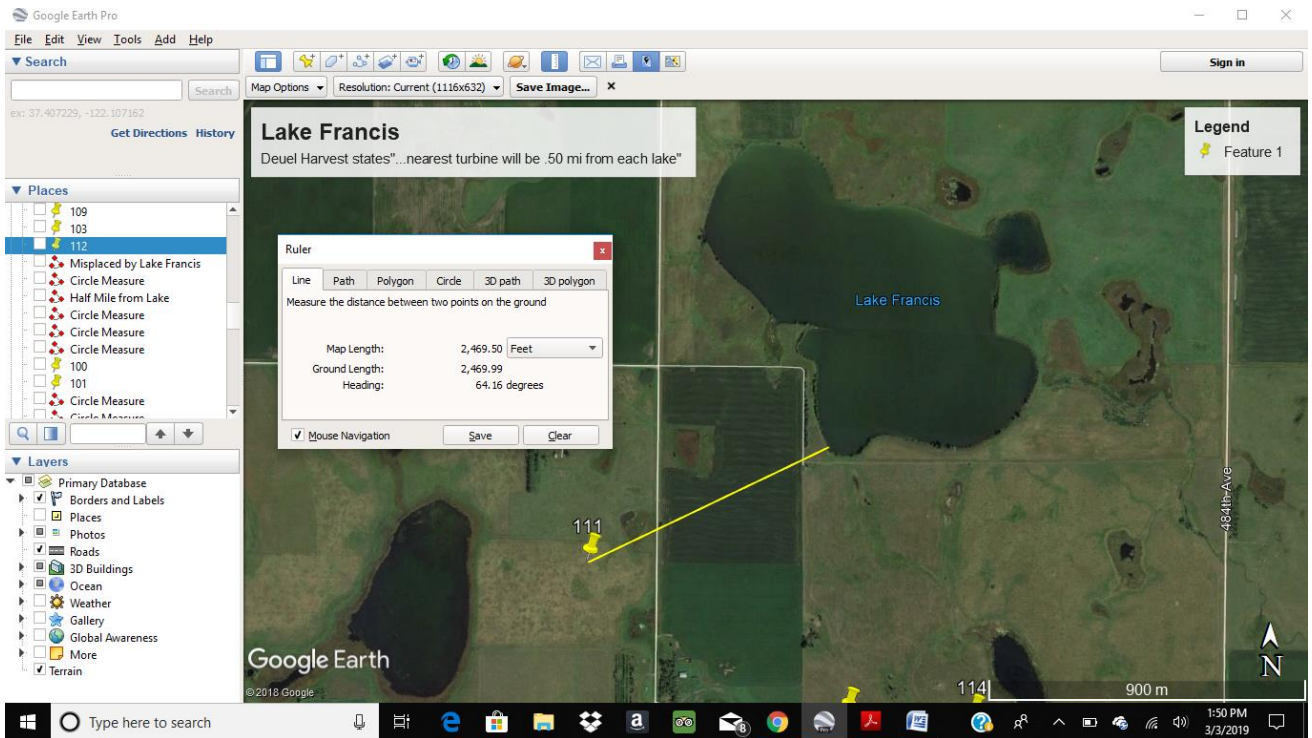 Google Earth Pro
File Edit View Tools Add Help
Search
Search
ex: 37.407229, -122.107162
Get Directions History
Places
109
103
112
Misplaced by Lake Francis
Circle Measure
Half Mile from Lake
Circle Measure
Circle Measure
Circle Measure
100
101
Circle Measure
Circle Measure
Layers
Primary Database
Borders and Labels
Places
Photos
Roads
3D Buildings
Ocean
Weather
Gallery
Global Awareness
More
Terrain
Sign in
Map Options Resolution: Current (1116x632) Save Image...
Lake Francis
Deuel Harvest states"...nearest turbine will be .50 mi from each lake"
Legend
Feature 1
Ruler
Line Path Polygon Circle 3D path 3D polygon
Measure the distance between two points on the ground
Map Length: 2,469.50 Feet
Ground Length: 2,469.99
Heading: 64.16 degrees
Mouse Navigation Save Clear
Lake Francis
484th Ave
111
114
Google Earth
©2018 Google
900 m
N
Type here to search
8
1:50 PM
3/3/2019